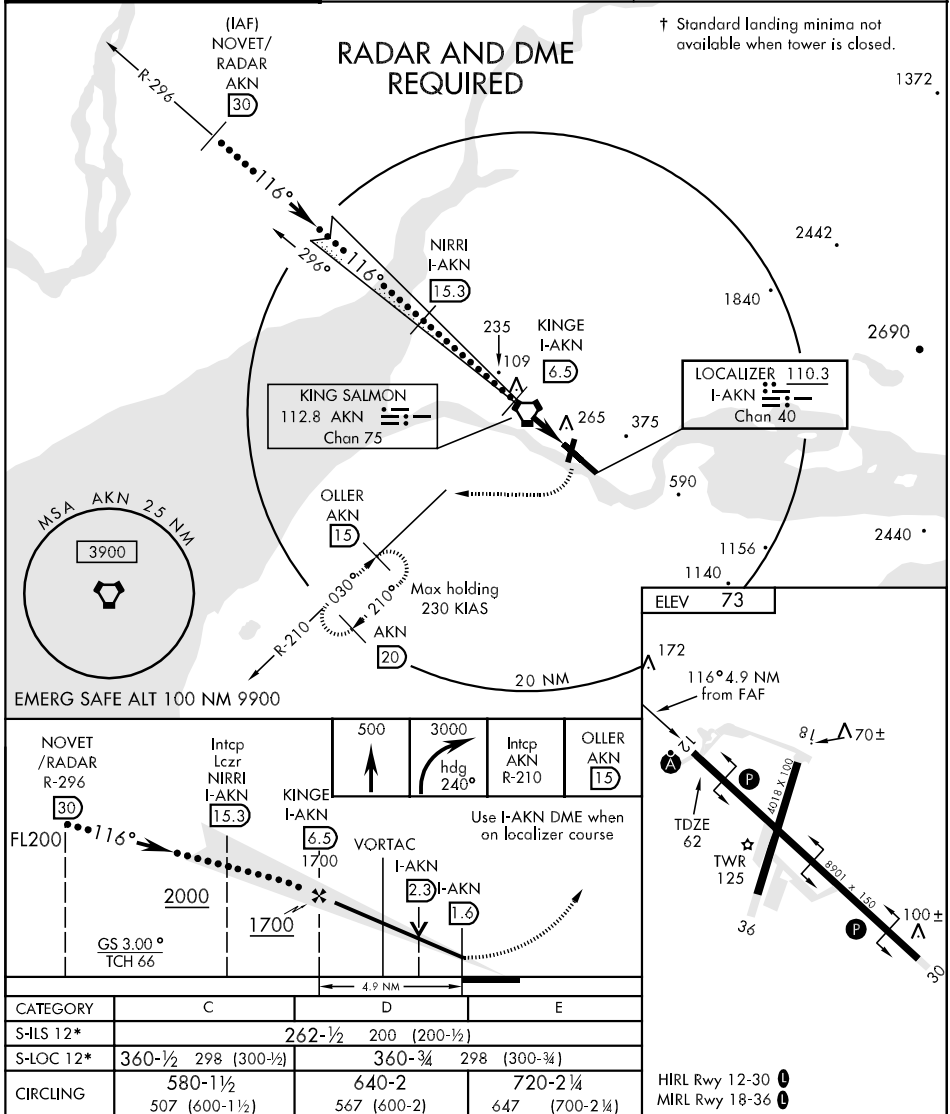 (IAF)
NOVET/
RADAR
AKN
30
R-296
RADAR AND DME
REQUIRED
† Standard landing minima not
available when tower is closed.
1372
116°
296°
116°
NIRRI
I-AKN
15.3
2442
1840
2690
235
109
KINGE
I-AKN
6.5
LOCALIZER 110.3
I-AKN
Chan 40
KING SALMON
112.8 AKN
Chan 75
265
375
590
OLLER
AKN
15
MSA AKN 25 NM
3900
2440
1156
1140
030°
210°
Max holding
230 KIAS
R-210
AKN
20
20 NM
EMERG SAFE ALT 100 NM 9900
ELEV 73
172
116° 4.9 NM
from FAF
12
A
P
18
70±
4018 X 100
TDZE
62
TWR
125
8901 X 150
36
P
100±
30
HIRL Rwy 12-30 L
MIRL Rwy 18-36 L
NOVET
/RADAR
R-296
30
FL200
116°
Intcp
Lczr
NIRRI
I-AKN
15.3
2000
KINGE
I-AKN
6.5
1700
1700
500
3000
hdg
240°
Intcp
AKN
R-210
OLLER
AKN
15
Use I-AKN DME when
on localizer course
VORTAC
I-AKN
2.3
I-AKN
1.6
GS 3.00°
TCH 66
4.9 NM
CATEGORY C D E
S-ILS 12* 262-½ 200 (200-½)
S-LOC 12* 360-½ 298 (300-½) 360-¾ 298 (300-¾)
CIRCLING 580-1½ 640-2 720-2¼
507 (600-1½) 567 (600-2) 647 (700-2¼)